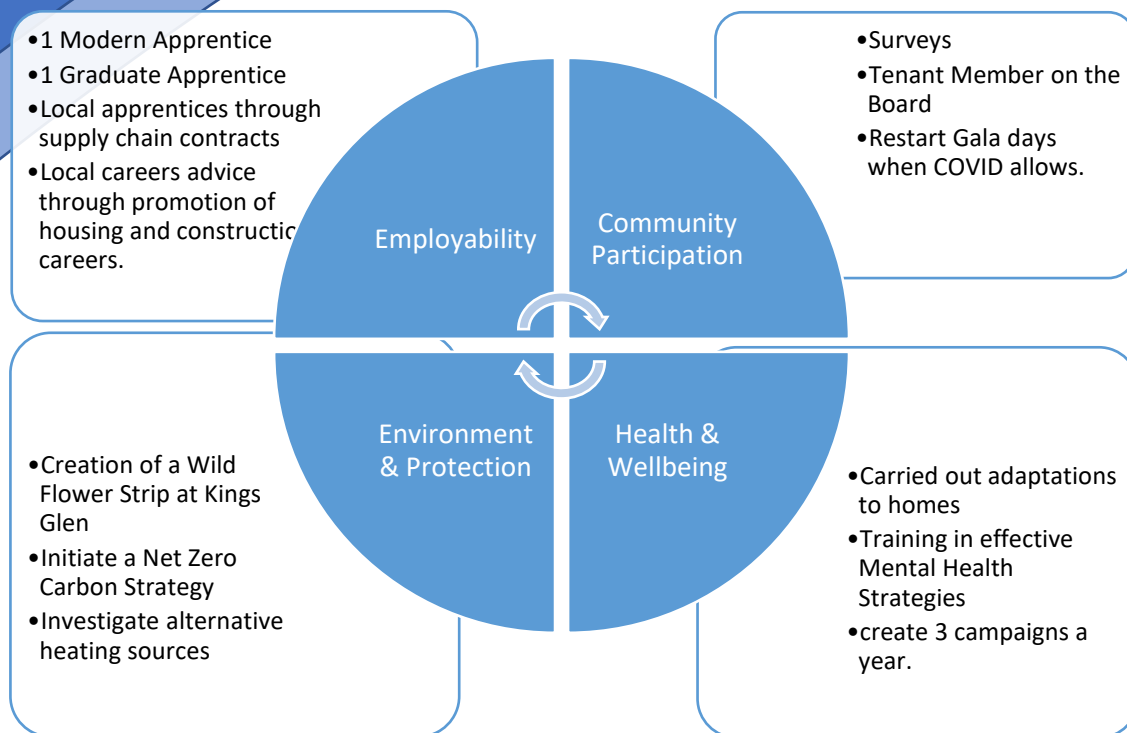 •1 Modern Apprentice
•1 Graduate Apprentice
•Local apprentices through
supply chain contracts
•Local careers advice
through promotion of
housing and constructio
careers.
•Surveys
•Tenant Member on the
Board
•Restart Gala days
when COVID allows.
Employability
Community
Participation
Environment
& Protection
Health &
Wellbeing
•Creation of a Wild
Flower Strip at Kings
Glen
•Initiate a Net Zero
Carbon Strategy
•Investigate alternative
heating sources
•Carried out adaptations
to homes
•Training in effective
Mental Health
Strategies
•create 3 campaigns a
year.